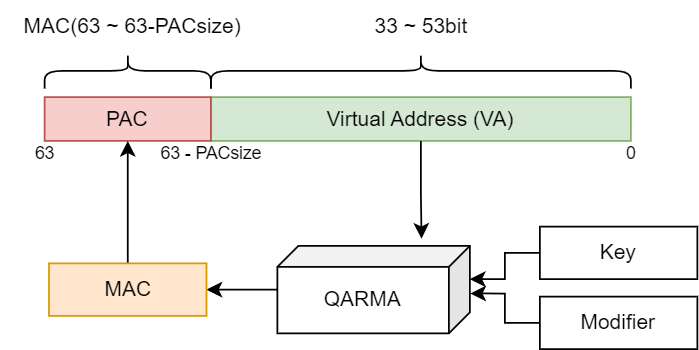 MAC(63 ~ 63-PACsize)
33 ~ 53bit
PAC
Virtual Address (VA)
63
63 - PACsize
0
Key
MAC
QARMA
Modifier